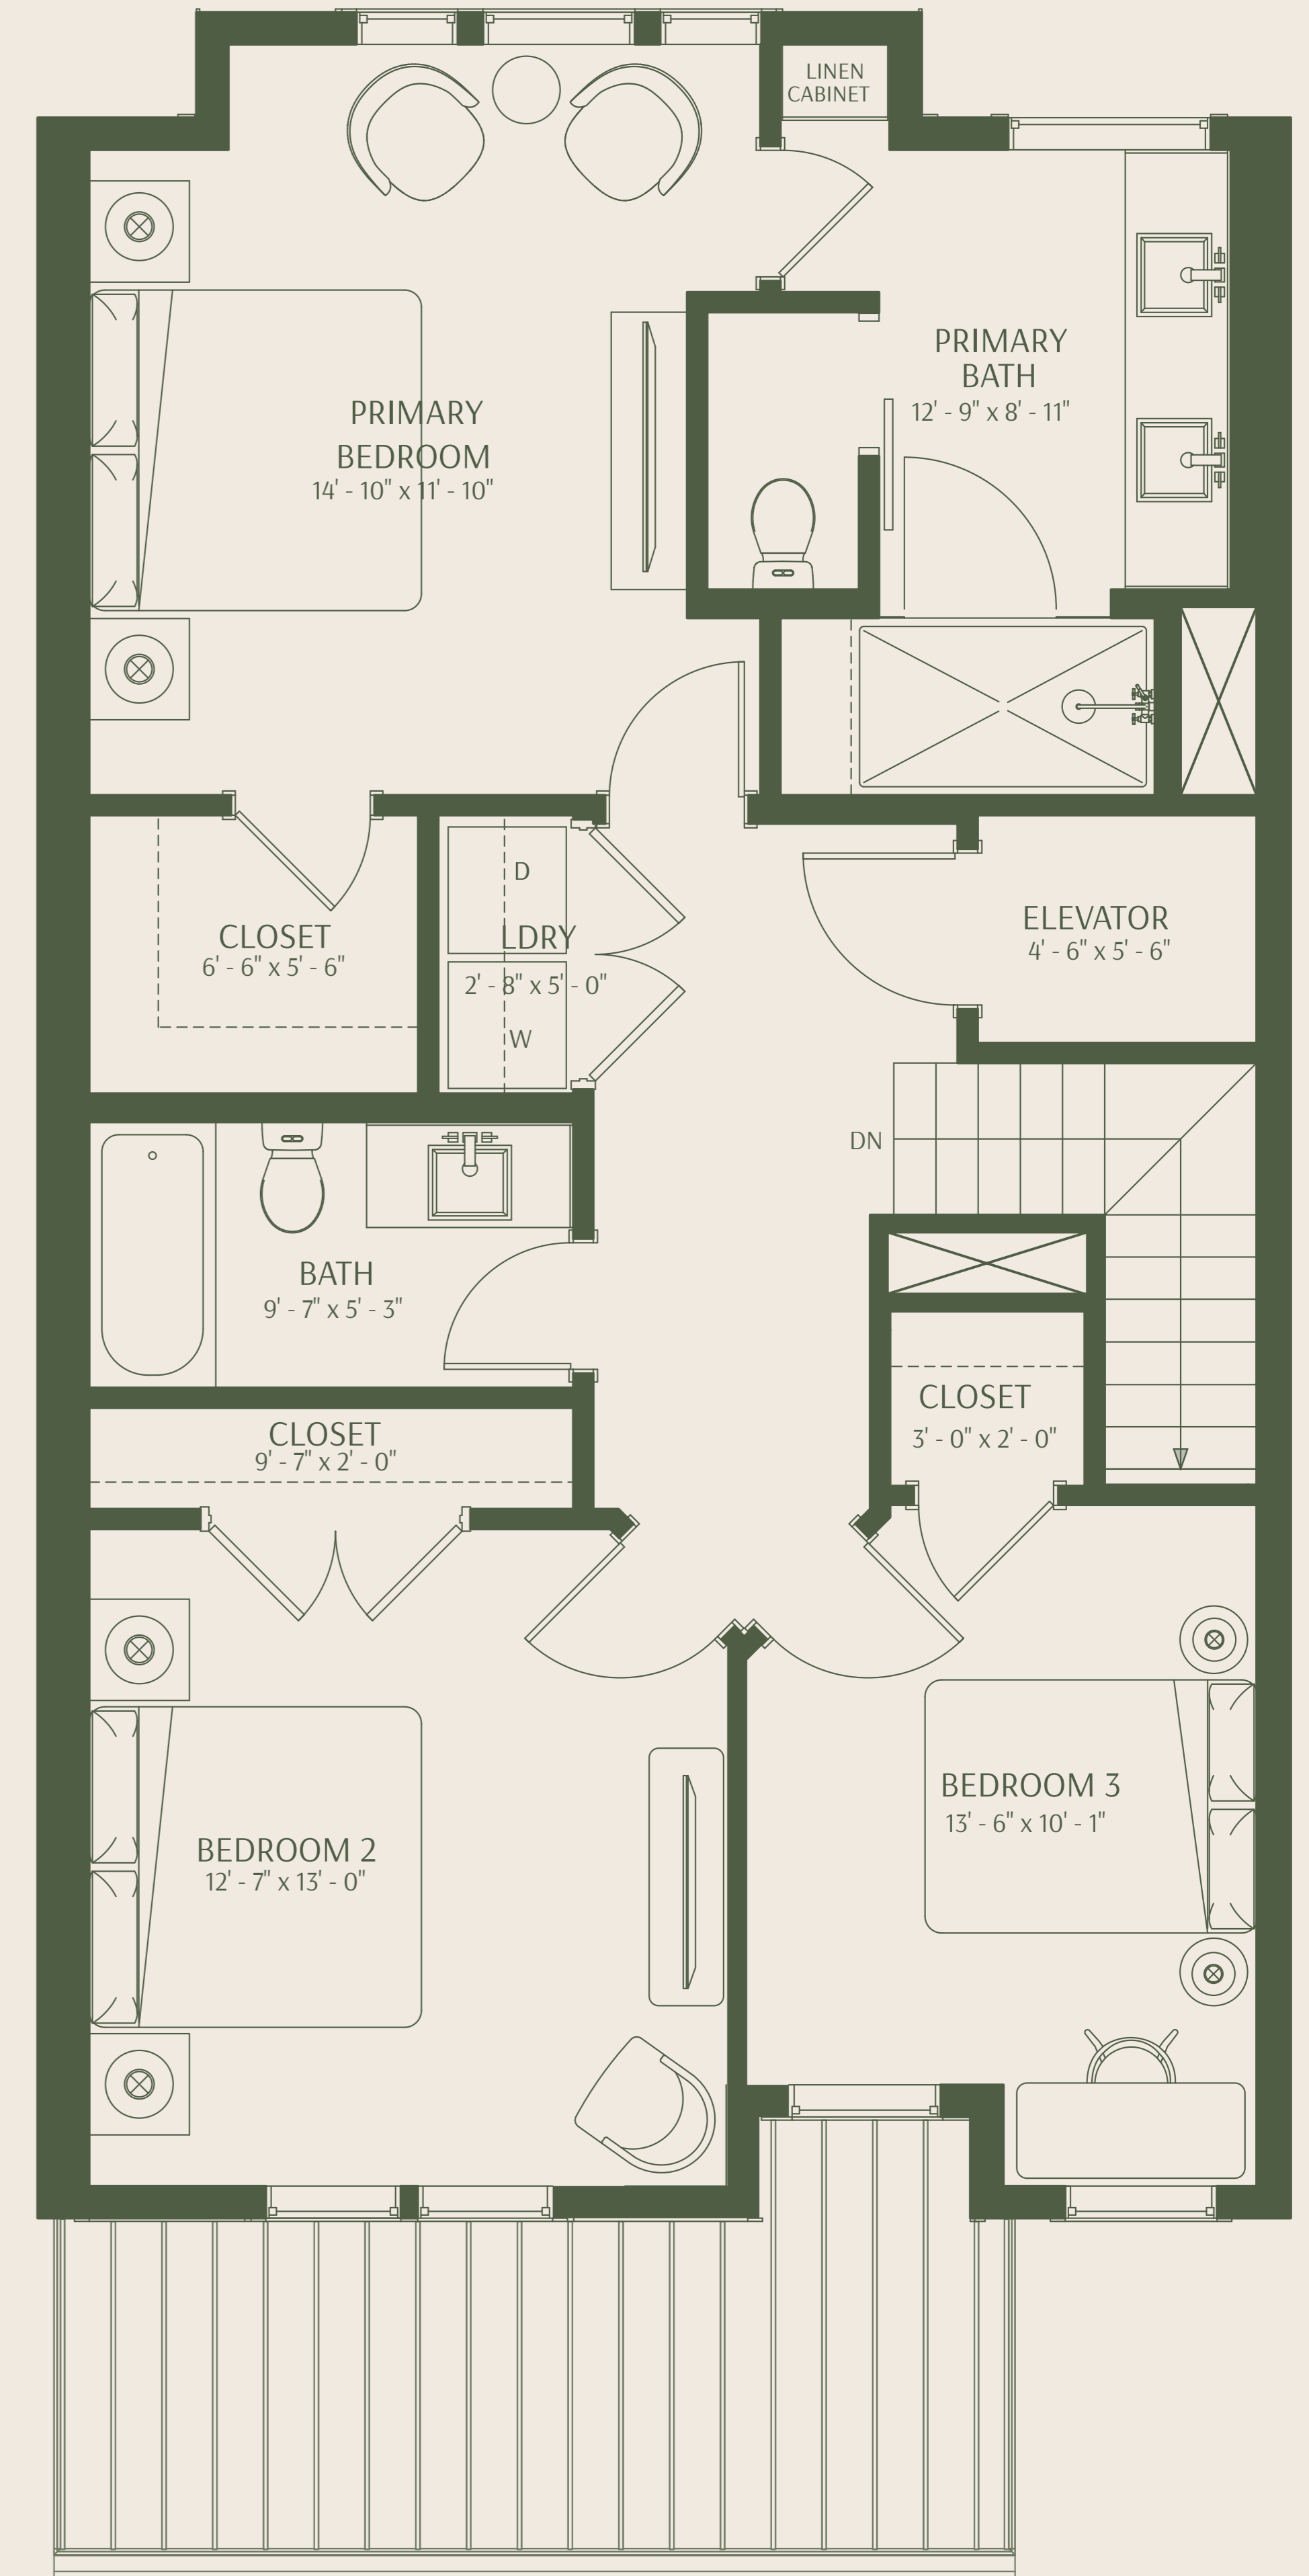 LINEN
CABINET
PRIMARY
BATH
12' - 9" x 8' - 11"
PRIMARY
BEDROOM
14' - 10" x 11' - 10"
D
LDRY
2' - 8" x 5' - 0"
W
CLOSET
6' - 6" x 5' - 6"
ELEVATOR
4' - 6" x 5' - 6"
DN
BATH
9' - 7" x 5' - 3"
CLOSET
3' - 0" x 2' - 0"
CLOSET
9' - 7" x 2' - 0"
BEDROOM 3
13' - 6" x 10' - 1"
BEDROOM 2
12' - 7" x 13' - 0"